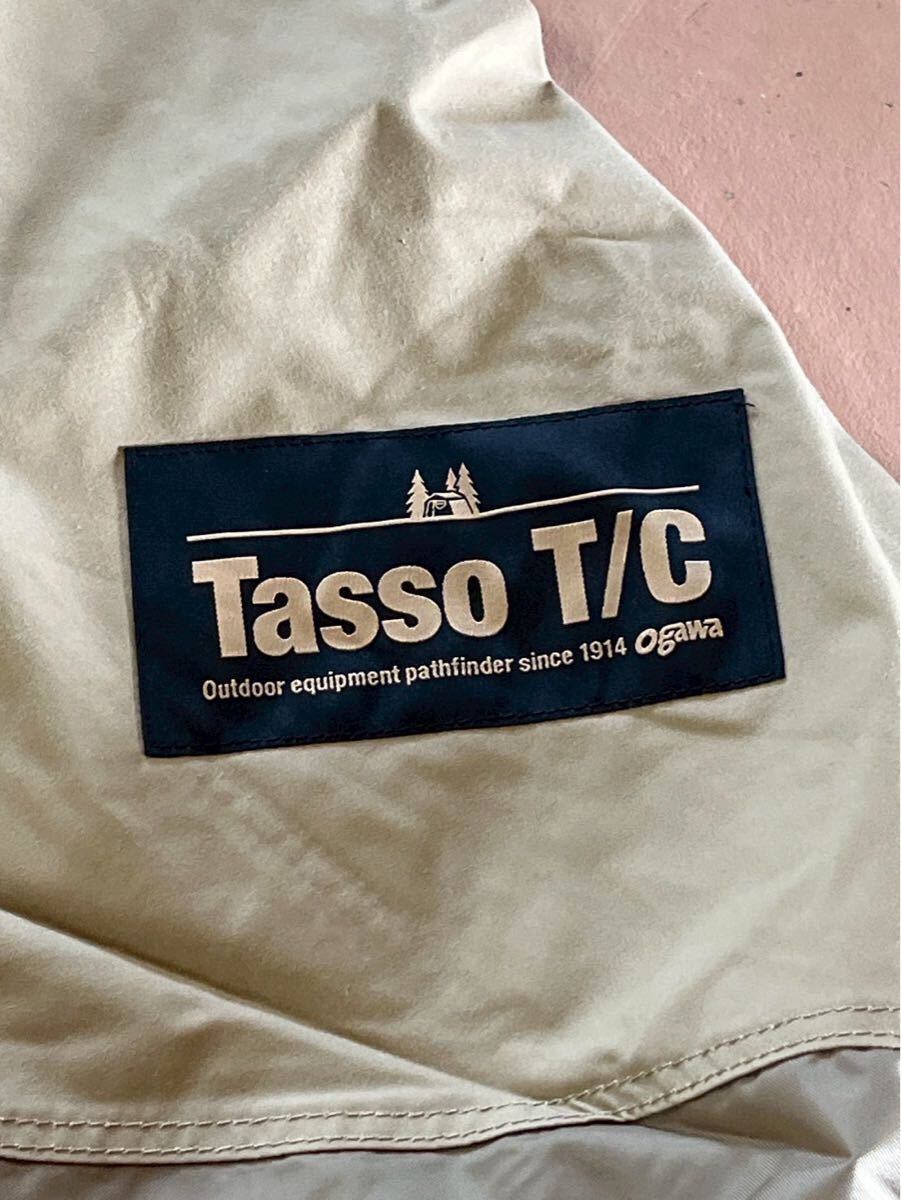 Tasso T/C
Outdoor equipment pathfinder since 1914 ogawa